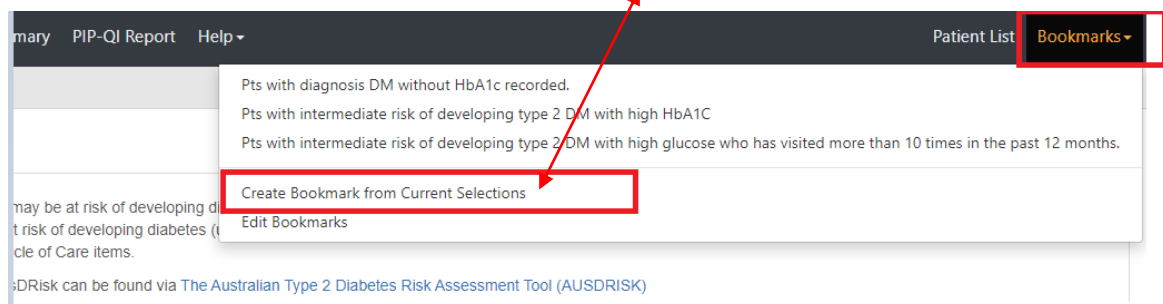 PIP-QI Report Help Patient List Bookmarks
Pts with diagnosis DM without HbA1c recorded.
Pts with intermediate risk of developing type 2 DM with high HbA1C
Pts with intermediate risk of developing type 2 DM with high glucose who has visited more than 10 times in the past 12 months.
Create Bookmark from Current Selections
Edit Bookmarks
may be at risk of developing
t risk of developing diabetes
cle of Care items.
sDRisk can be found via The Australian Type 2 Diabetes Risk Assessment Tool (AUSDRISK)